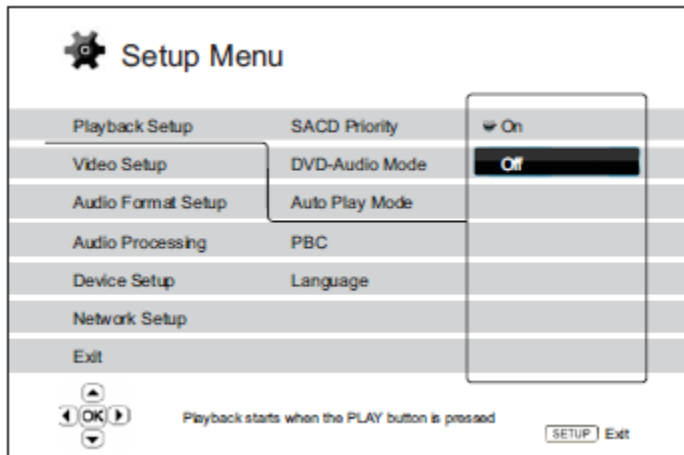 Setup Menu
Playback Setup SACD Priority On
Video Setup DVD-Audio Mode Off
Audio Format Setup Auto Play Mode
Audio Processing PBC
Device Setup Language
Network Setup
Exit
OK Playback starts when the PLAY button is pressed
SETUP Exit